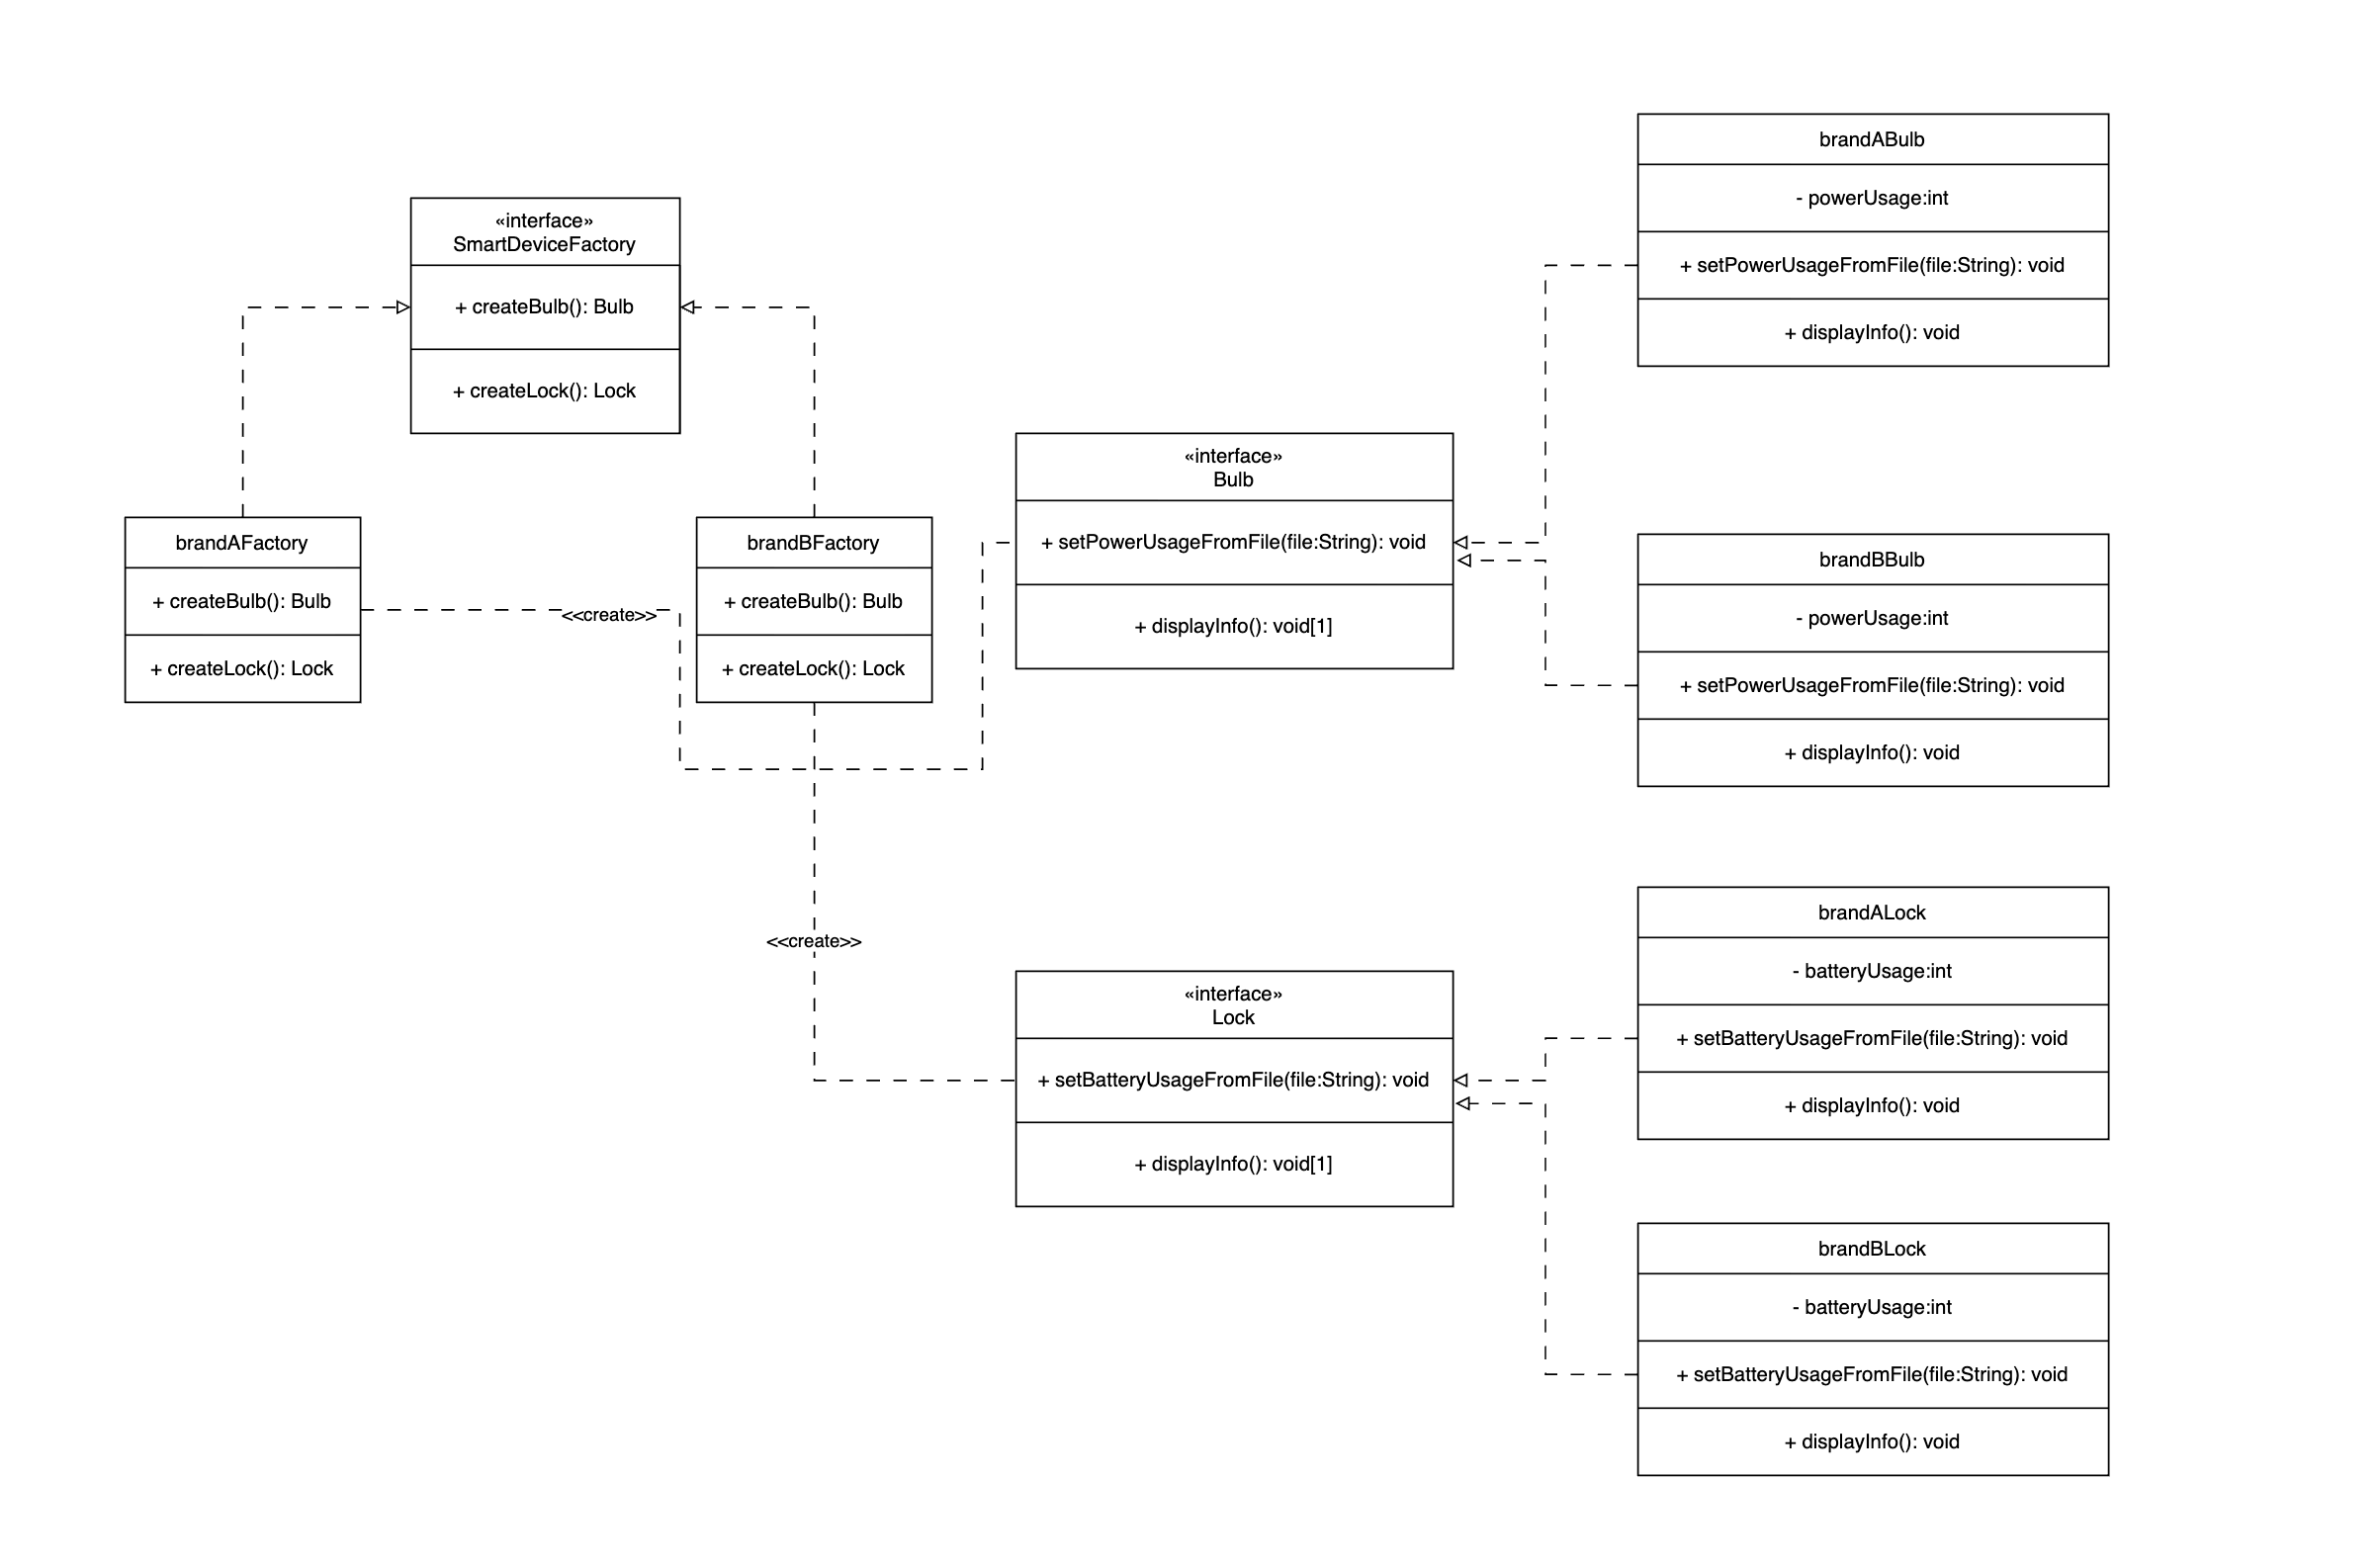 «interface»
SmartDeviceFactory
+ createBulb(): Bulb
+ createLock(): Lock
brandAFactory
+ createBulb(): Bulb
+ createLock(): Lock
<<create>>
brandBFactory
+ createBulb(): Bulb
+ createLock(): Lock
<<create>>
«interface»
Bulb
+ setPowerUsageFromFile(file:String): void
+ displayInfo(): void[1]
«interface»
Lock
+ setBatteryUsageFromFile(file:String): void
+ displayInfo(): void[1]
brandABulb
- powerUsage:int
+ setPowerUsageFromFile(file:String): void
+ displayInfo(): void
brandBBulb
- powerUsage:int
+ setPowerUsageFromFile(file:String): void
+ displayInfo(): void
brandALock
- batteryUsage:int
+ setBatteryUsageFromFile(file:String): void
+ displayInfo(): void
brandBLock
- batteryUsage:int
+ setBatteryUsageFromFile(file:String): void
+ displayInfo(): void